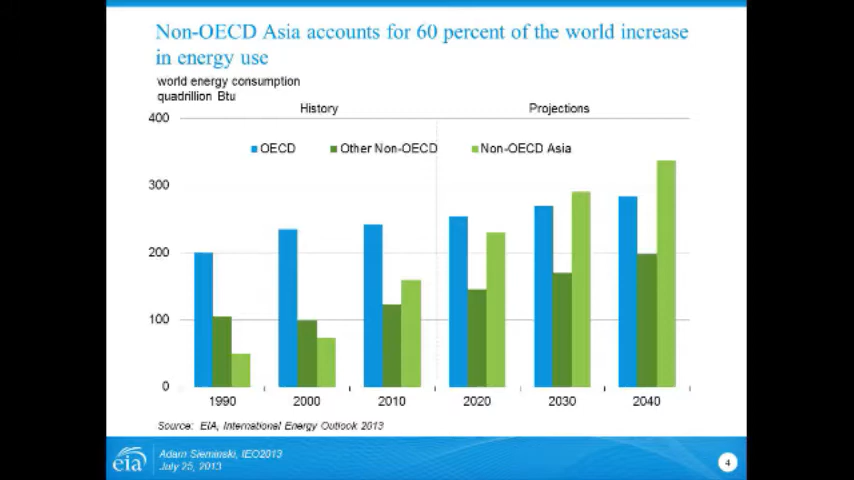 Non-OECD Asia accounts for 60 percent of the world increase
in energy use
world energy consumption
quadrillion Btu
History
Projections
400
OECD
Other Non-OECD
Non-OECD Asia
300
200
100
0
1990
2000
2010
2020
2030
2040
Source: EIA, International Energy Outlook 2013
eia
Adam Sieminski, IEO2013
July 25, 2013
4